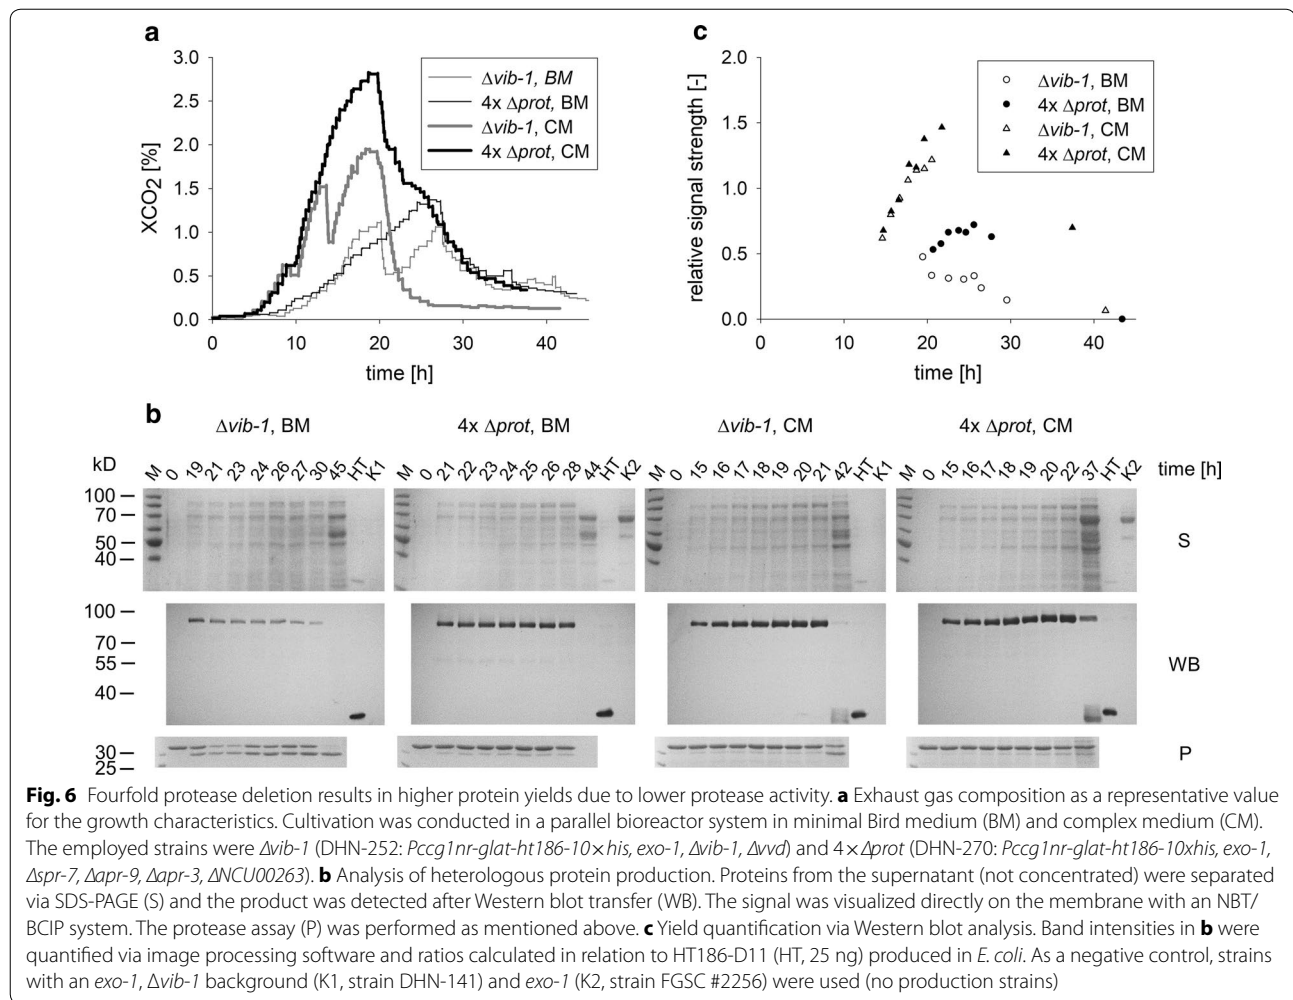 a
3.0
2.5
2.0
1.5
1.0
0.5
0.0
XCO2 [%]
0 10 20 30 40
time [h]
Δvib-1, BM
4x Δprot, BM
Δvib-1, CM
4x Δprot, CM
c
2.0
1.5
1.0
0.5
0.0
relative signal strength [-]
0 10 20 30 40
time [h]
Δvib-1, BM
4x Δprot, BM
Δvib-1, CM
4x Δprot, CM
b
Δvib-1, BM 4x Δprot, BM Δvib-1, CM 4x Δprot, CM
kD
M 0 19 21 23 24 26 27 30 45 HT K1
M 0 21 22 23 24 25 26 28 44 HT K2
M 0 15 16 17 18 19 20 21 42 HT K1
M 0 15 16 17 18 19 20 22 37 HT K2
time [h]
100
70
50
40
S
100
70
55
40
WB
30
25
P
Fig. 6 Fourfold protease deletion results in higher protein yields due to lower protease activity. a Exhaust gas composition as a representative value
for the growth characteristics. Cultivation was conducted in a parallel bioreactor system in minimal Bird medium (BM) and complex medium (CM).
The employed strains were Δvib-1 (DHN-252: Pccg1nr-glat-ht186-10×his, exo-1, Δvib-1, Δvvd) and 4×Δprot (DHN-270: Pccg1nr-glat-ht186-10xhis, exo-1,
Δspr-7, Δapr-9, Δapr-3, ΔNCU00263). b Analysis of heterologous protein production. Proteins from the supernatant (not concentrated) were separated
via SDS-PAGE (S) and the product was detected after Western blot transfer (WB). The signal was visualized directly on the membrane with an NBT/
BCIP system. The protease assay (P) was performed as mentioned above. c Yield quantification via Western blot analysis. Band intensities in b were
quantified via image processing software and ratios calculated in relation to HT186-D11 (HT, 25 ng) produced in E. coli. As a negative control, strains
with an exo-1, Δvib-1 background (K1, strain DHN-141) and exo-1 (K2, strain FGSC #2256) were used (no production strains)